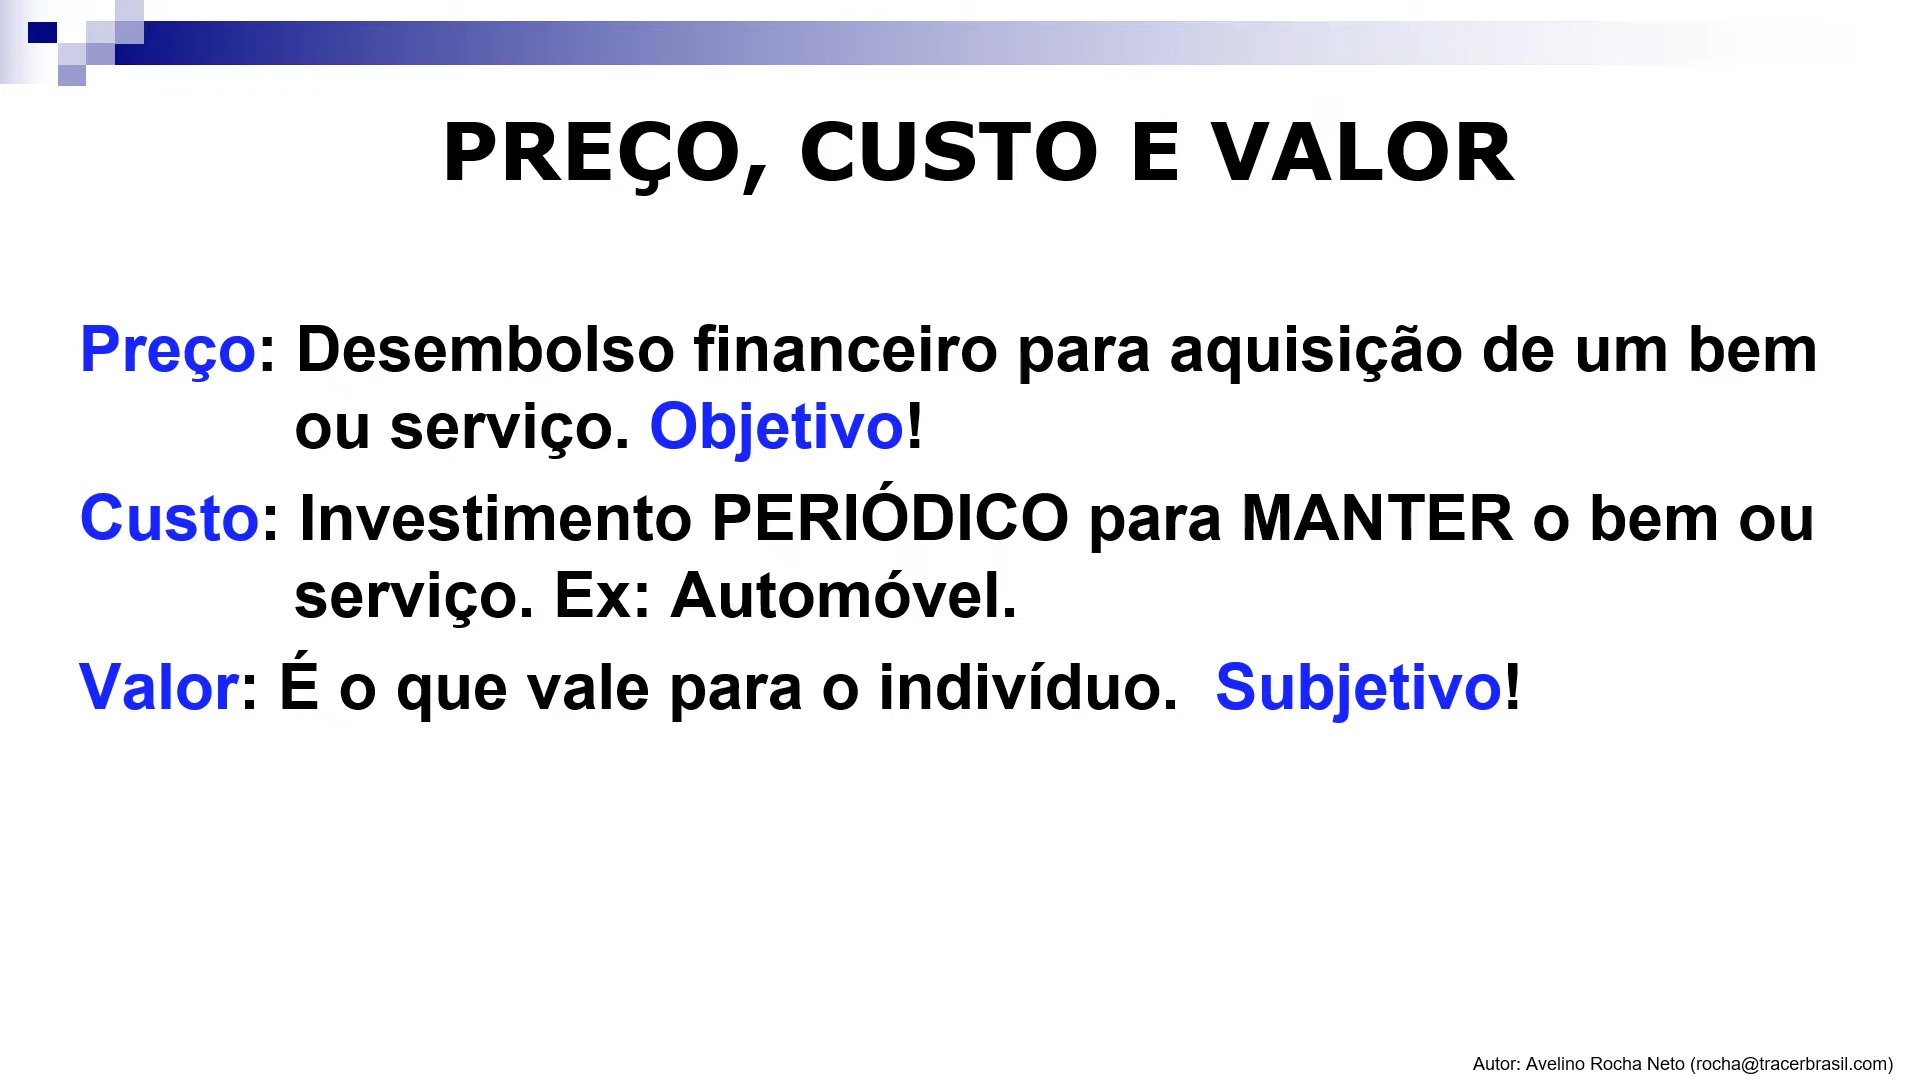 PREÇO, CUSTO E VALOR
Preço: Desembolso financeiro para aquisição de um bem
ou serviço. Objetivo!
Custo: Investimento PERIÓDICO para MANTER o bem ou
serviço. Ex: Automóvel.
Valor: É o que vale para o indivíduo. Subjetivo!
Autor: Avelino Rocha Neto (rocha@tracerbrasil.com)